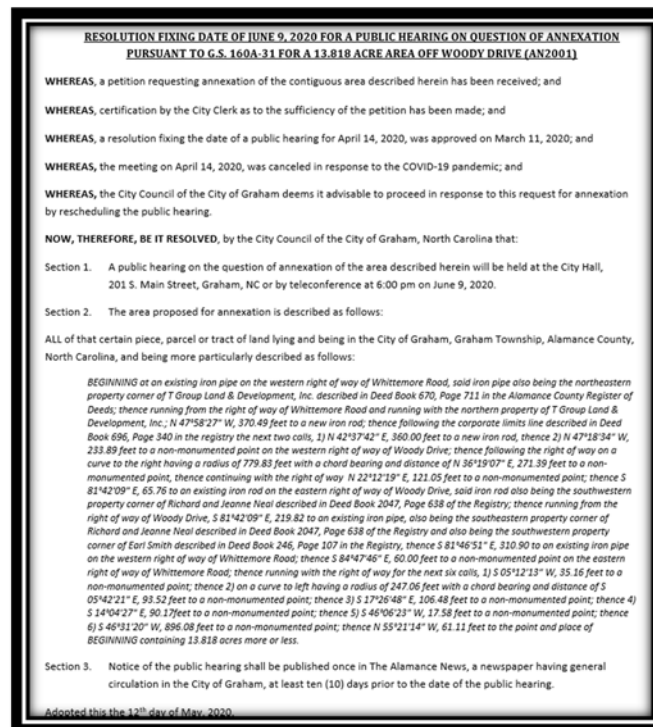 RESOLUTION FIXING DATE OF JUNE 9, 2020 FOR A PUBLIC HEARING ON QUESTION OF ANNEXATION
PURSUANT TO G.S. 160A-31 FOR A 13.818 ACRE AREA OFF WOODY DRIVE (AN2001)
WHEREAS, a petition requesting annexation of the contiguous area described herein has been received; and
WHEREAS, certification by the City Clerk as to the sufficiency of the petition has been made; and
WHEREAS, a resolution fixing the date of a public hearing for April 14, 2020, was approved on March 11, 2020; and
WHEREAS, the meeting on April 14, 2020, was canceled in response to the COVID-19 pandemic; and
WHEREAS, the City Council of the City of Graham deems it advisable to proceed in response to this request for annexation
by rescheduling the public hearing.
NOW, THEREFORE, BE IT RESOLVED, by the City Council of the City of Graham, North Carolina that:
Section 1. A public hearing on the question of annexation of the area described herein will be held at the City Hall,
201 S. Main Street, Graham, NC or by teleconference at 6:00 pm on June 9, 2020.
Section 2. The area proposed for annexation is described as follows:
ALL of that certain piece, parcel or tract of land lying and being in the City of Graham, Graham Township, Alamance County,
North Carolina, and being more particularly described as follows:
BEGINNING at an existing iron pipe on the western right of way of Whittemore Road, said iron pipe also being the northeastern
property corner of T Group Land & Development, Inc. described in Deed Book 670, Page 711 in the Alamance County Register of
Deeds; thence running from the right of way of Whittemore Road and running with the northern property of T Group Land &
Development, Inc.; N 47°58'27" W, 370.49 feet to a new iron rod; thence following the corporate limits line described in Deed
Book 696, Page 340 in the registry the next two calls, 1) N 42°37'42" E, 360.00 feet to a new iron rod, thence 2) N 47°18'34" W,
233.89 feet to a non-monumented point on the western right of way of Woody Drive; thence following the right of way on a
curve to the right having a radius of 779.83 feet with a chord bearing and distance of N 36°19'07" E, 271.39 feet to a non-
monumented point, thence continuing with the right of way N 22°12'19" E, 121.05 feet to a non-monumented point; thence S
81°42'09" E, 65.76 to an existing iron rod on the eastern right of way of Woody Drive, said iron rod also being the southwestern
property corner of Richard and Jeanne Neal described in Deed Book 2047, Page 638 of the Registry; thence running from the
right of way of Woody Drive, S 81°42'09" E, 219.82 to an existing iron pipe, also being the southeastern property corner of
Richard and Jeanne Neal described in Deed Book 2047, Page 638 of the Registry and also being the southwestern property
corner of Earl Smith described in Deed Book 246, Page 107 in the Registry, thence S 81°46'51" E, 310.90 to an existing iron pipe
on the western right of way of Whittemore Road; thence S 84°47'46" E, 60.00 feet to a non-monumented point on the eastern
right of way of Whittemore Road; thence running with the right of way for the next six calls, 1) S 05°12'13" W, 35.16 feet to a
non-monumented point; thence 2) on a curve to left having a radius of 247.06 feet with a chord bearing and distance of S
05°42'21" E, 93.52 feet to a non-monumented point; thence 3) S 17°26'48" E, 106.48 feet to a non-monumented point; thence 4)
S 14°04'27" E, 90.17feet to a non-monumented point; thence 5) S 46°06'23" W, 17.58 feet to a non-monumented point; thence
6) S 46°31'20" W, 896.08 feet to a non-monumented point; thence N 55°21'14" W, 61.11 feet to the point and place of
BEGINNING containing 13.818 acres more or less.
Section 3. Notice of the public hearing shall be published once in The Alamance News, a newspaper having general
circulation in the City of Graham, at least ten (10) days prior to the date of the public hearing.
Adopted this the 12th day of May, 2020.